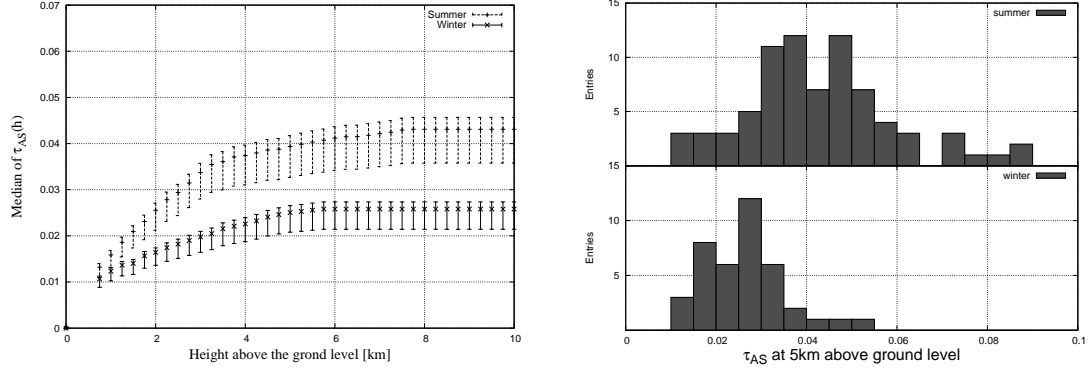 0.07
0.06
0.05
0.04
0.03
0.02
0.01
0
Median of τAS(h)
Summer
Winter
0 2 4 6 8 10
Height above the grond level [km]
15
10
5
Entries
summer
15
10
5
Entries
winter
0 0.02 0.04 0.06 0.08 0.1
τAS at 5km above ground level